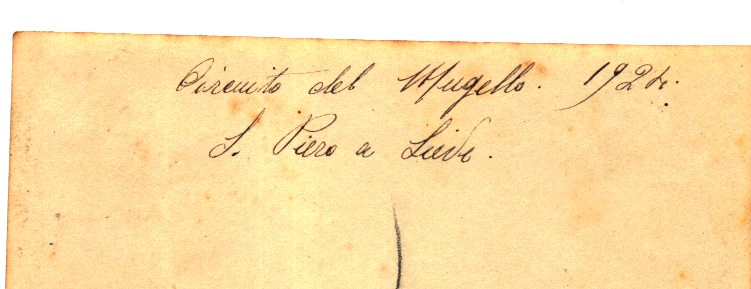 Circuito del Mugello. 1924.
S. Piero a Sieve.